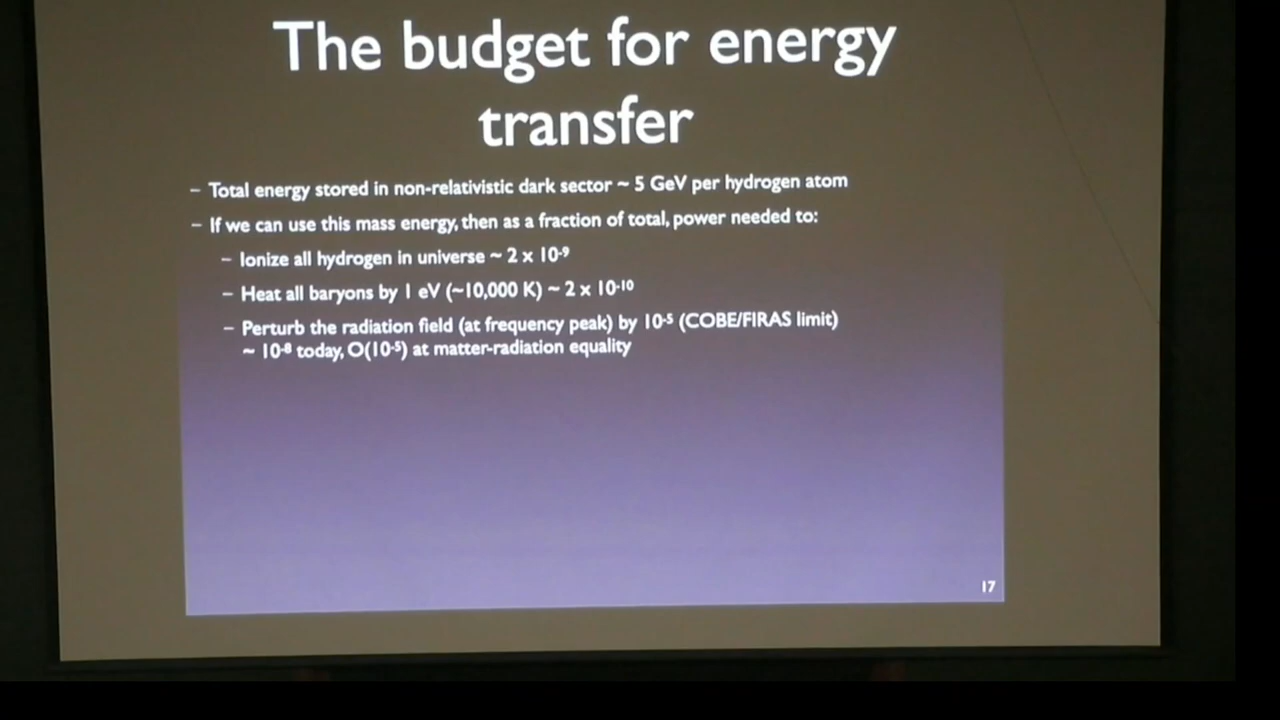 The budget for energy
transfer
– Total energy stored in non-relativistic dark sector ~ 5 GeV per hydrogen atom
– If we can use this mass energy, then as a fraction of total, power needed to:
– Ionize all hydrogen in universe ~ 2 x 10⁻⁹
– Heat all baryons by 1 eV (~10,000 K) ~ 2 x 10⁻¹⁰
– Perturb the radiation field (at frequency peak) by 10⁻⁵ (COBE/FIRAS limit)
~ 10⁻⁸ today, O(10⁻⁵) at matter-radiation equality
17